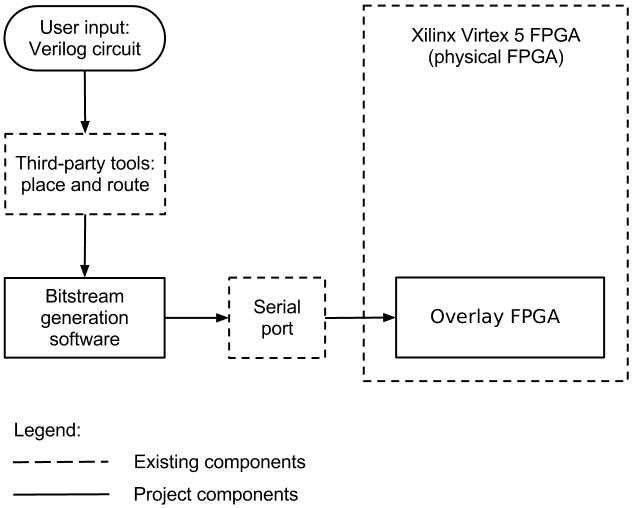 User input:
Verilog circuit
Xilinx Virtex 5 FPGA
(physical FPGA)
Third-party tools:
place and route
Bitstream
generation
software
Serial
port
Overlay FPGA
Legend:
Existing components
Project components